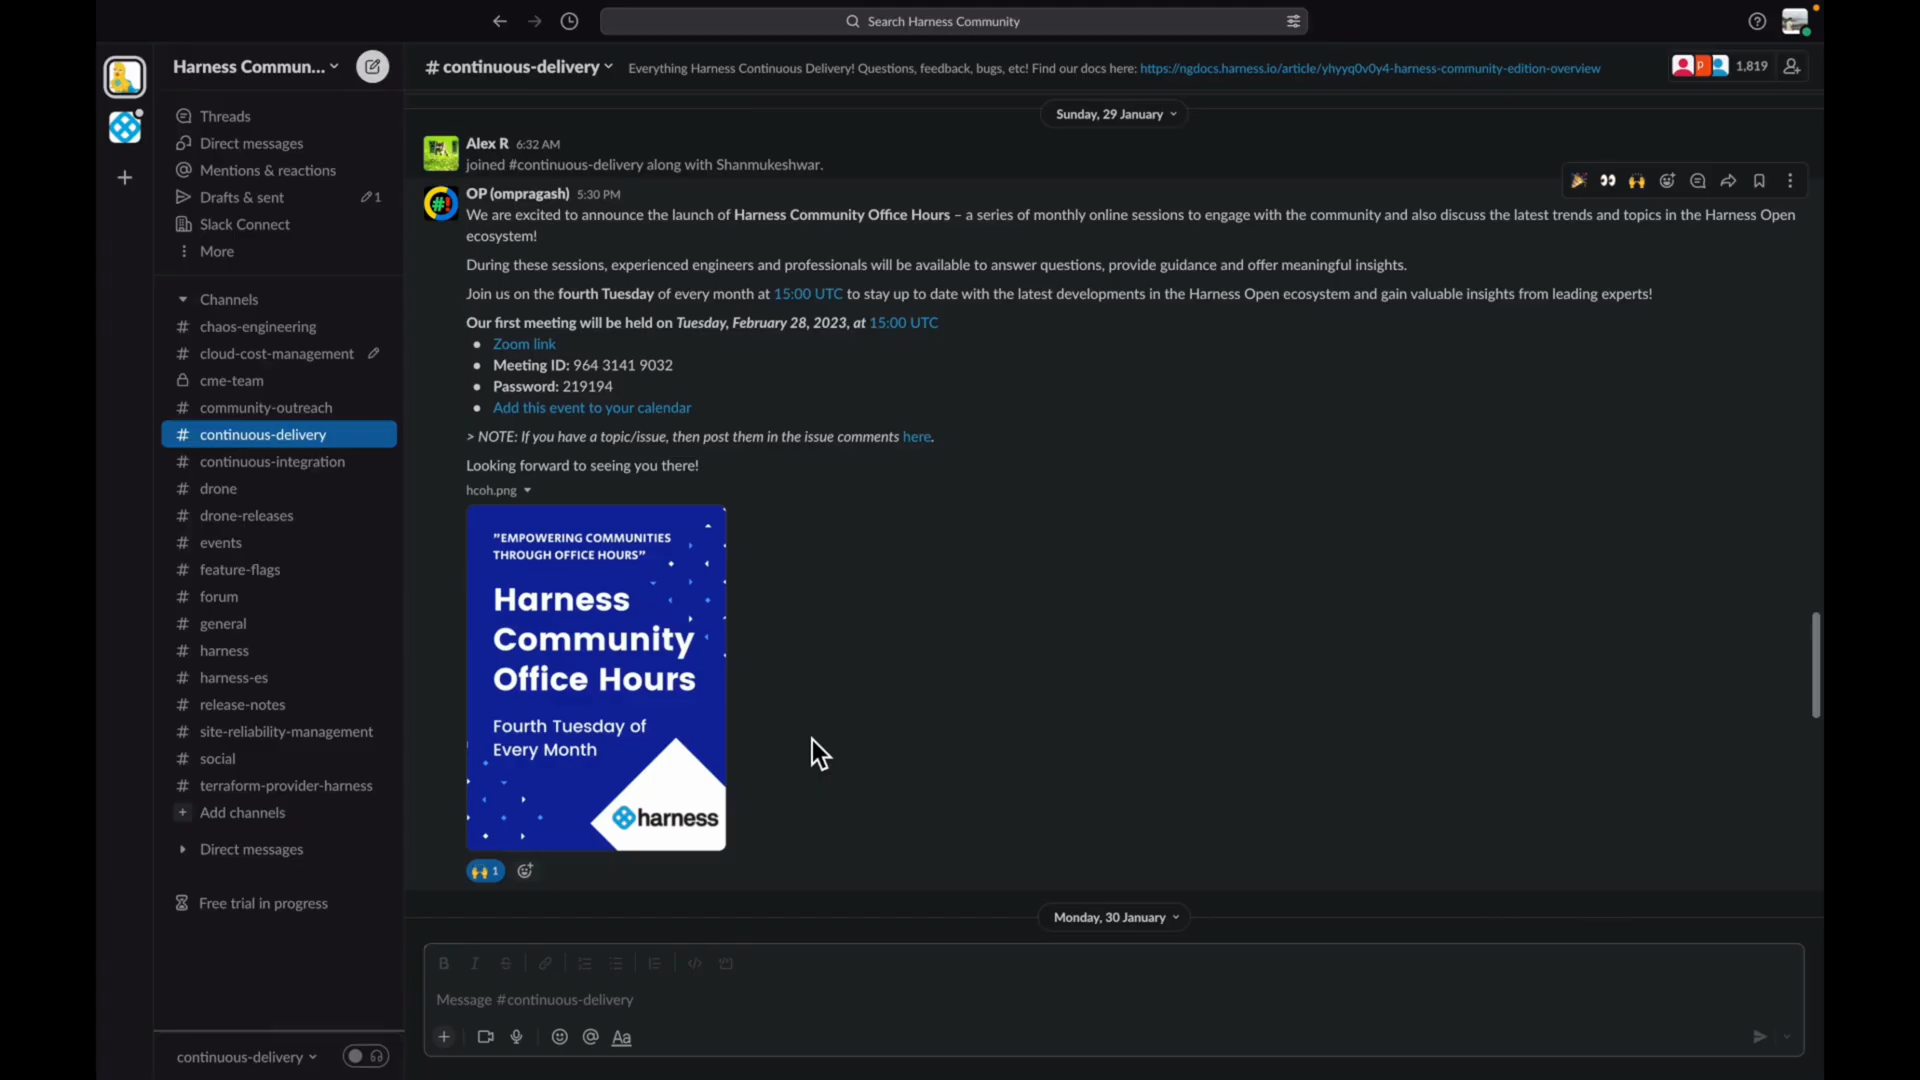 Search Harness Community
Harness Commun...
Threads
Direct messages
Mentions & reactions
Drafts & sent 1
Slack Connect
More
Channels
# chaos-engineering
# cloud-cost-management
cme-team
# community-outreach
# continuous-delivery
# continuous-integration
# drone
# drone-releases
# events
# feature-flags
# forum
# general
# harness
# harness-es
# release-notes
# site-reliability-management
# social
# terraform-provider-harness
+ Add channels
Direct messages
Free trial in progress
continuous-delivery
# continuous-delivery Everything Harness Continuous Delivery! Questions, feedback, bugs, etc! Find our docs here: https://ngdocs.harness.io/article/yhyyq0v0y4-harness-community-edition-overview
P 1,819
Sunday, 29 January
Alex R 6:32 AM
joined #continuous-delivery along with Shanmukeshwar.
OP (ompragash) 5:30 PM
We are excited to announce the launch of Harness Community Office Hours – a series of monthly online sessions to engage with the community and also discuss the latest trends and topics in the Harness Open
ecosystem!
During these sessions, experienced engineers and professionals will be available to answer questions, provide guidance and offer meaningful insights.
Join us on the fourth Tuesday of every month at 15:00 UTC to stay up to date with the latest developments in the Harness Open ecosystem and gain valuable insights from leading experts!
Our first meeting will be held on Tuesday, February 28, 2023, at 15:00 UTC
• Zoom link
• Meeting ID: 964 3141 9032
• Password: 219194
• Add this event to your calendar
> NOTE: If you have a topic/issue, then post them in the issue comments here.
Looking forward to seeing you there!
hcoh.png
"EMPOWERING COMMUNITIES
THROUGH OFFICE HOURS"
Harness
Community
Office Hours
Fourth Tuesday of
Every Month
harness
1
Monday, 30 January
B I S
Message #continuous-delivery
+ @ Aa